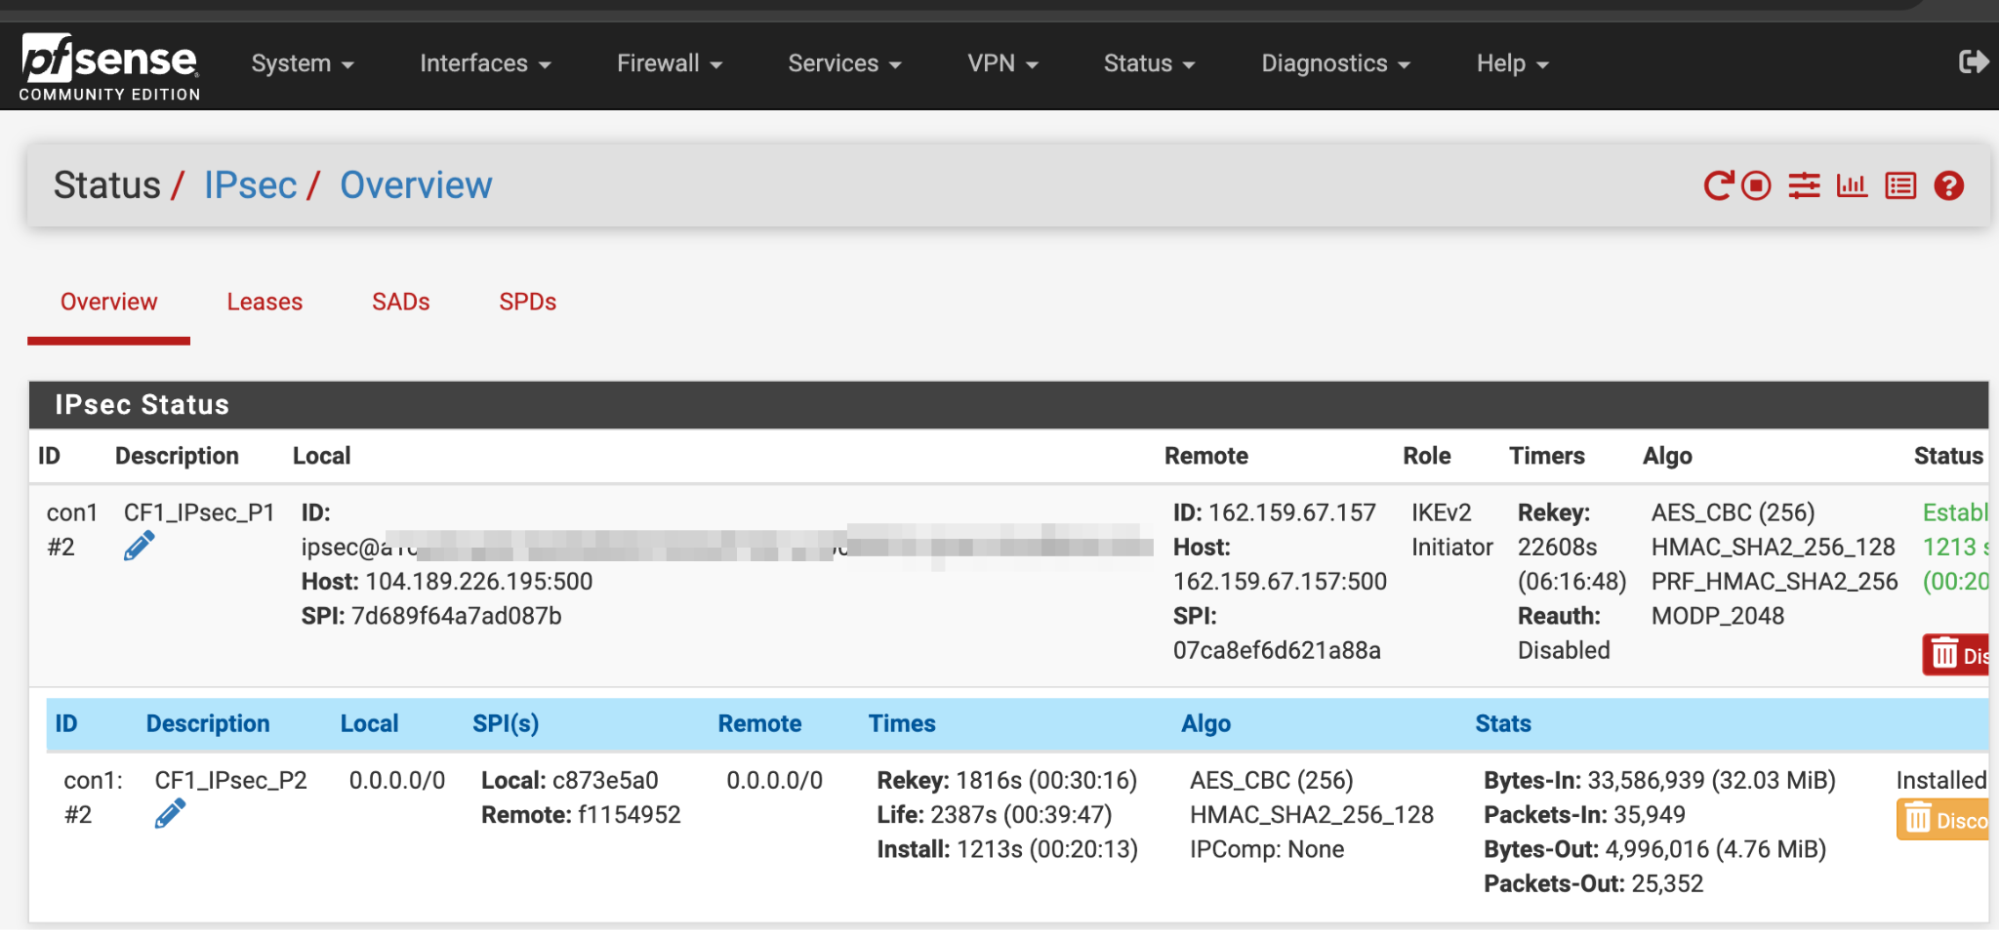 pfsense
COMMUNITY EDITION
System
Interfaces
Firewall
Services
VPN
Status
Diagnostics
Help
Status / IPsec / Overview
Overview
Leases
SADs
SPDs
IPsec Status
ID Description Local Remote Role Timers Algo Status
con1
#2
CF1_IPsec_P1
ID:
Host: 104.189.226.195:500
SPI: 7d689f64a7ad087b
ID: 162.159.67.157
Host:
162.159.67.157:500
SPI:
07ca8ef6d621a88a
IKEv2
Initiator
Rekey:
22608s
(06:16:48)
Reauth:
Disabled
AES_CBC (256)
HMAC_SHA2_256_128
PRF_HMAC_SHA2_256
MODP_2048
Establ
1213 s
(00:20
Dis
ID Description Local SPI(s) Remote Times Algo Stats
con1:
#2
CF1_IPsec_P2
0.0.0.0/0
Local: c873e5a0
Remote: f1154952
0.0.0.0/0
Rekey: 1816s (00:30:16)
Life: 2387s (00:39:47)
Install: 1213s (00:20:13)
AES_CBC (256)
HMAC_SHA2_256_128
IPComp: None
Bytes-In: 33,586,939 (32.03 MiB)
Packets-In: 35,949
Bytes-Out: 4,996,016 (4.76 MiB)
Packets-Out: 25,352
Installed
Disco